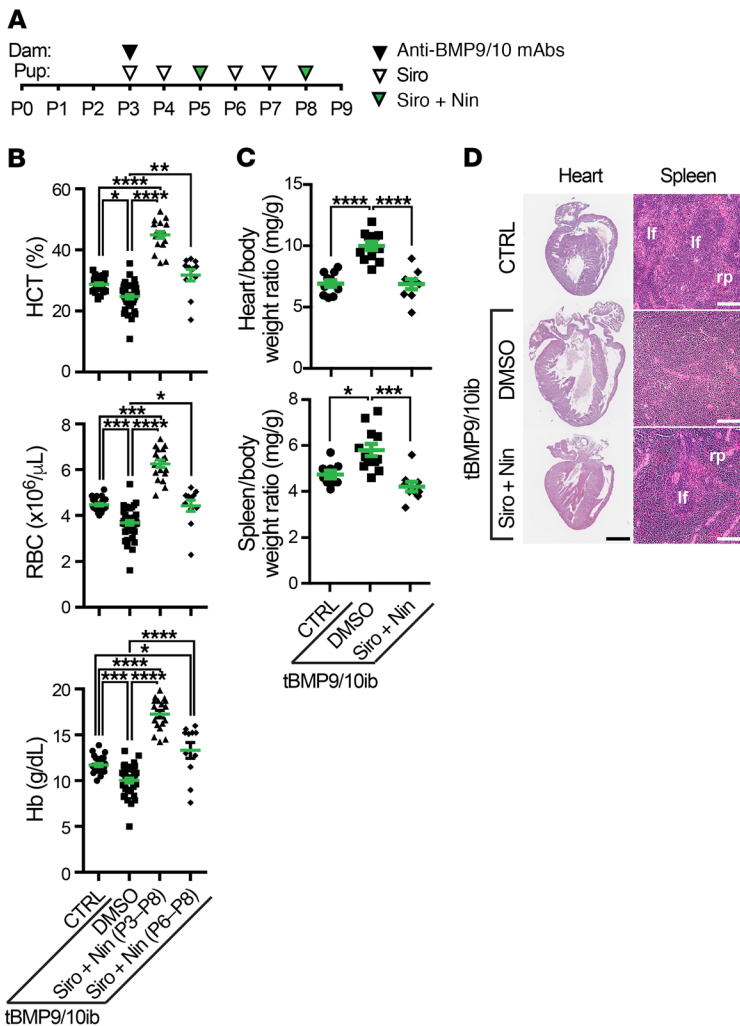 A
Dam:
Pup:
P0 P1 P2 P3 P4 P5 P6 P7 P8 P9
Anti-BMP9/10 mAbs
Siro
Siro + Nin
B
HCT (%)
60
40
20
0
**
****
* ****
RBC (x10⁶/µL)
8
6
4
2
0
*
***
*** ****
Hb (g/dL)
20
15
10
5
0
****
*
****
*** ****
CTRL
DMSO
Siro + Nin (P3–P8)
Siro + Nin (P6–P8)
tBMP9/10ib
C
Heart/body
weight ratio (mg/g)
15
10
5
0
**** ****
Spleen/body
weight ratio (mg/g)
8
6
4
2
0
* ***
CTRL
DMSO
Siro + Nin
tBMP9/10ib
D
Heart Spleen
CTRL
lf lf
rp
tBMP9/10ib
DMSO
Siro + Nin
rp
lf